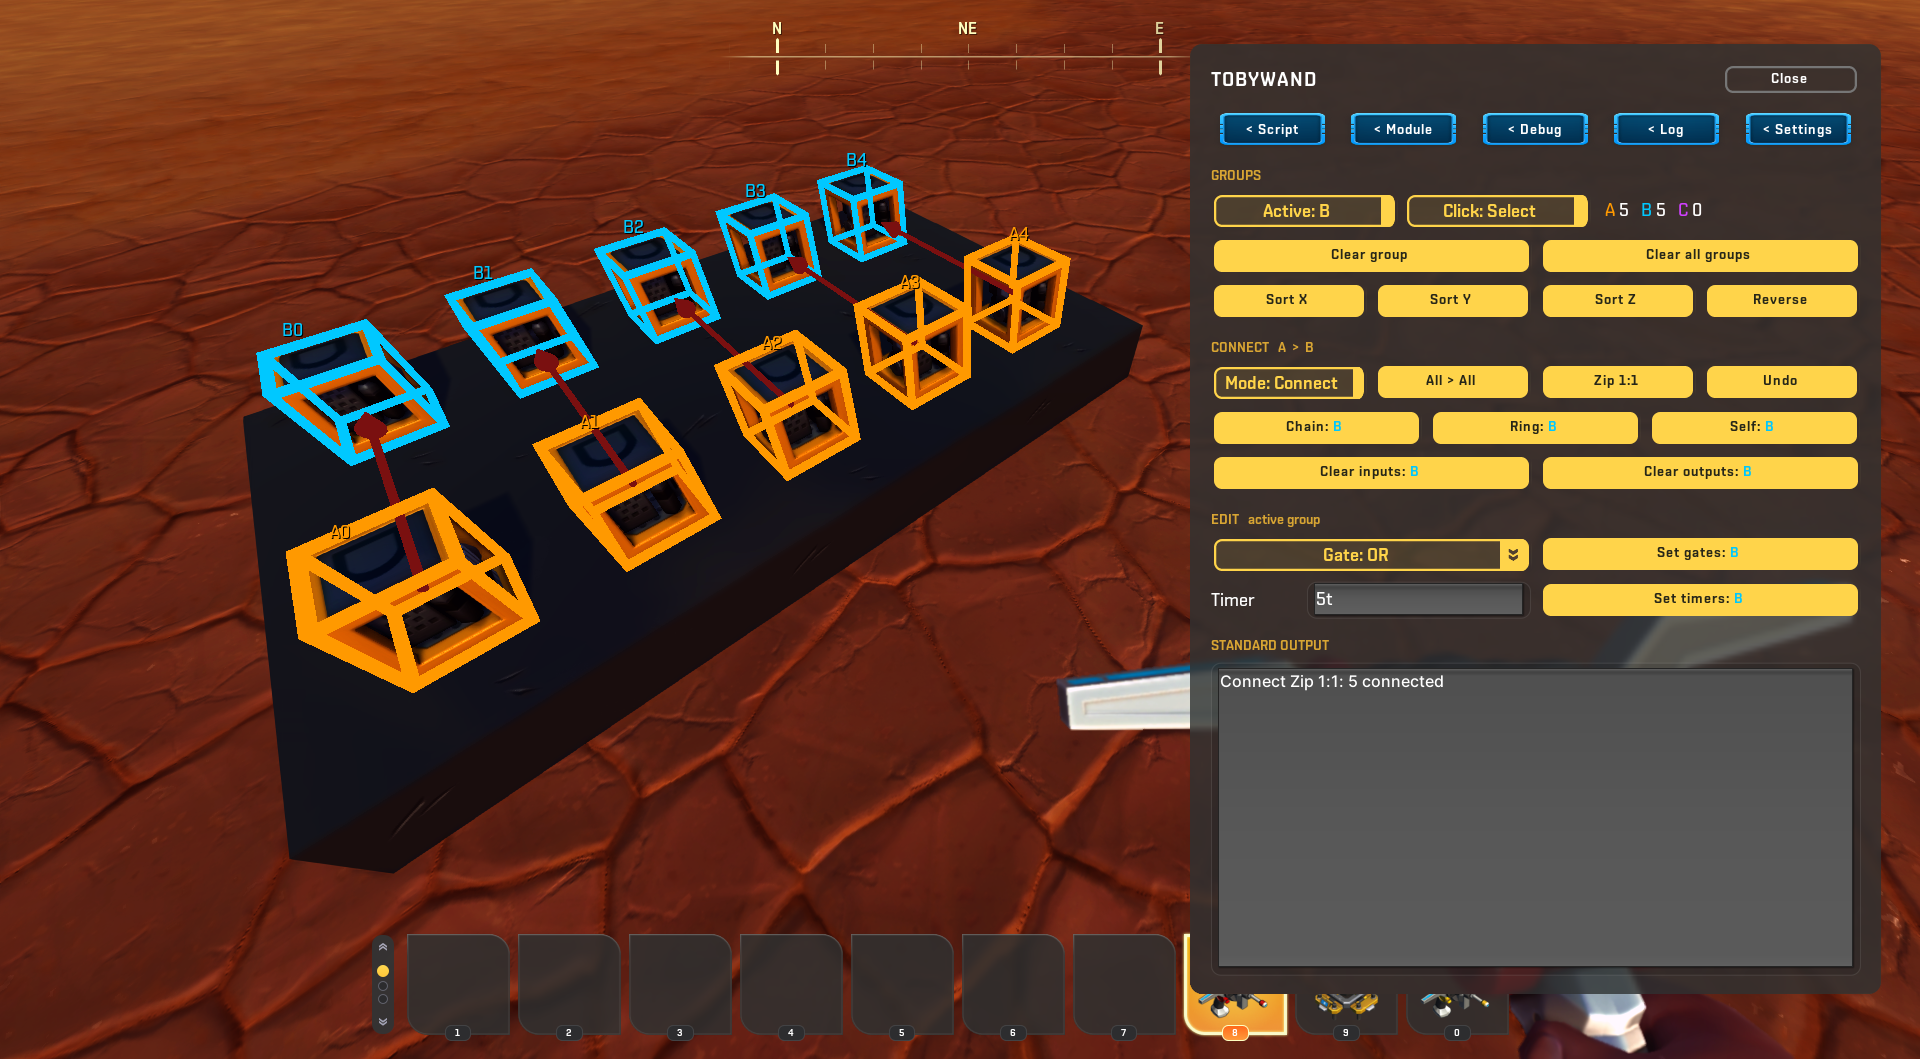 N NE E
TOBYWAND Close
< Script < Module < Debug < Log < Settings
GROUPS
Active: B Click: Select A 5 B 5 C 0
Clear group Clear all groups
Sort X Sort Y Sort Z Reverse
CONNECT A > B
Mode: Connect All > All Zip 1:1 Undo
Chain: B Ring: B Self: B
Clear inputs: B Clear outputs: B
EDIT active group
Gate: OR Set gates: B
Timer 5t Set timers: B
STANDARD OUTPUT
Connect Zip 1:1: 5 connected
B4
B3
B2
B1
B0
A4
A3
A2
A1
A0
1 2 3 4 5 6 7 8 9 0